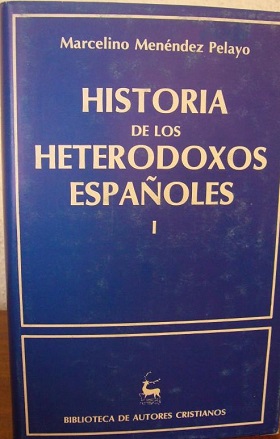 Marcelino Menéndez Pelayo
HISTORIA
DE LOS
HETERODOXOS
ESPAÑOLES
I
BIBLIOTECA DE AUTORES CRISTIANOS